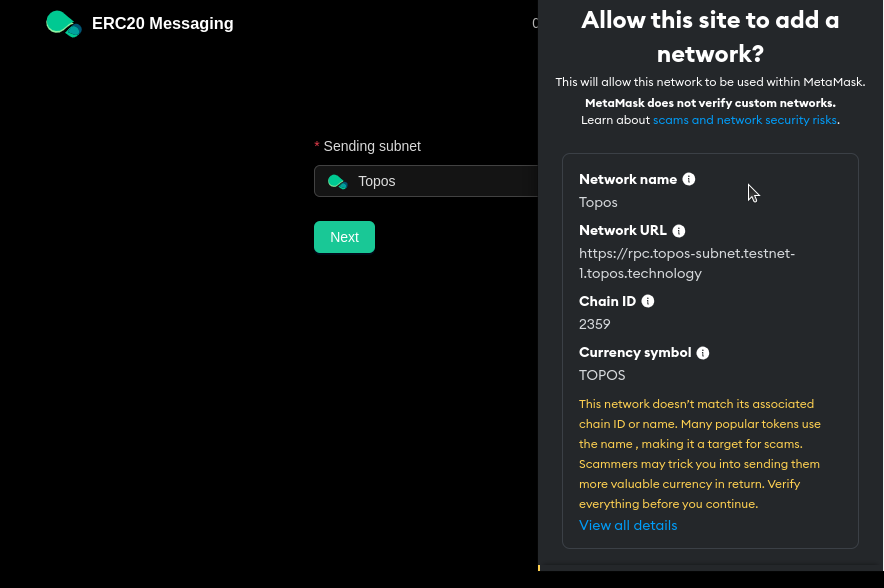 ERC20 Messaging
* Sending subnet
Topos
Next
Allow this site to add a
network?
This will allow this network to be used within MetaMask.
MetaMask does not verify custom networks.
Learn about scams and network security risks.
Network name
Topos
Network URL
https://rpc.topos-subnet.testnet-
1.topos.technology
Chain ID
2359
Currency symbol
TOPOS
This network doesn’t match its associated
chain ID or name. Many popular tokens use
the name , making it a target for scams.
Scammers may trick you into sending them
more valuable currency in return. Verify
everything before you continue.
View all details